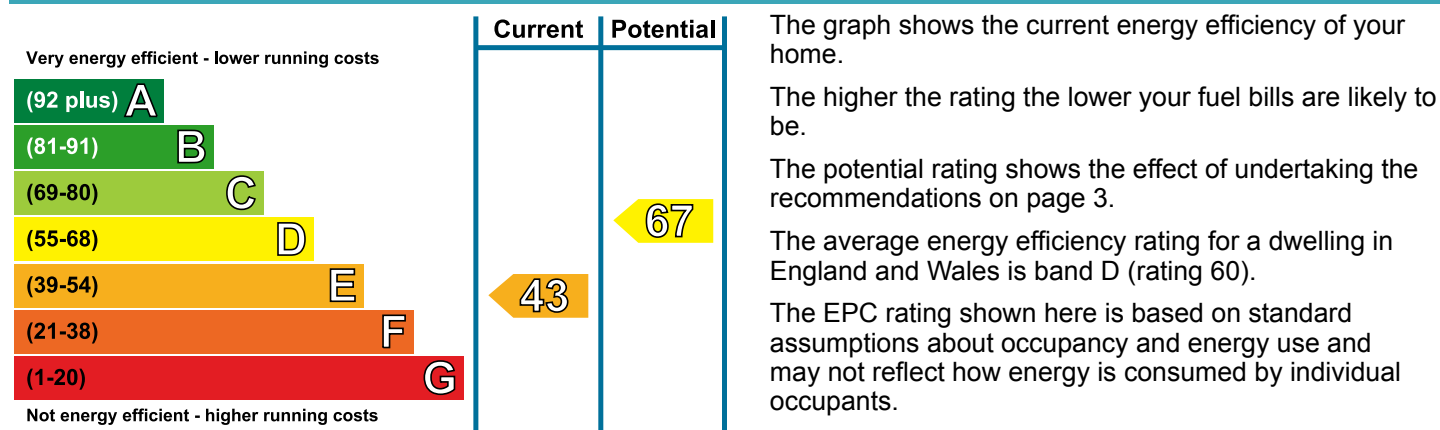 Current Potential
Very energy efficient - lower running costs
(92 plus) A
(81-91) B
(69-80) C
(55-68) D
(39-54) E
(21-38) F
(1-20) G
Not energy efficient - higher running costs
43
67
The graph shows the current energy efficiency of your
home.
The higher the rating the lower your fuel bills are likely to
be.
The potential rating shows the effect of undertaking the
recommendations on page 3.
The average energy efficiency rating for a dwelling in
England and Wales is band D (rating 60).
The EPC rating shown here is based on standard
assumptions about occupancy and energy use and
may not reflect how energy is consumed by individual
occupants.